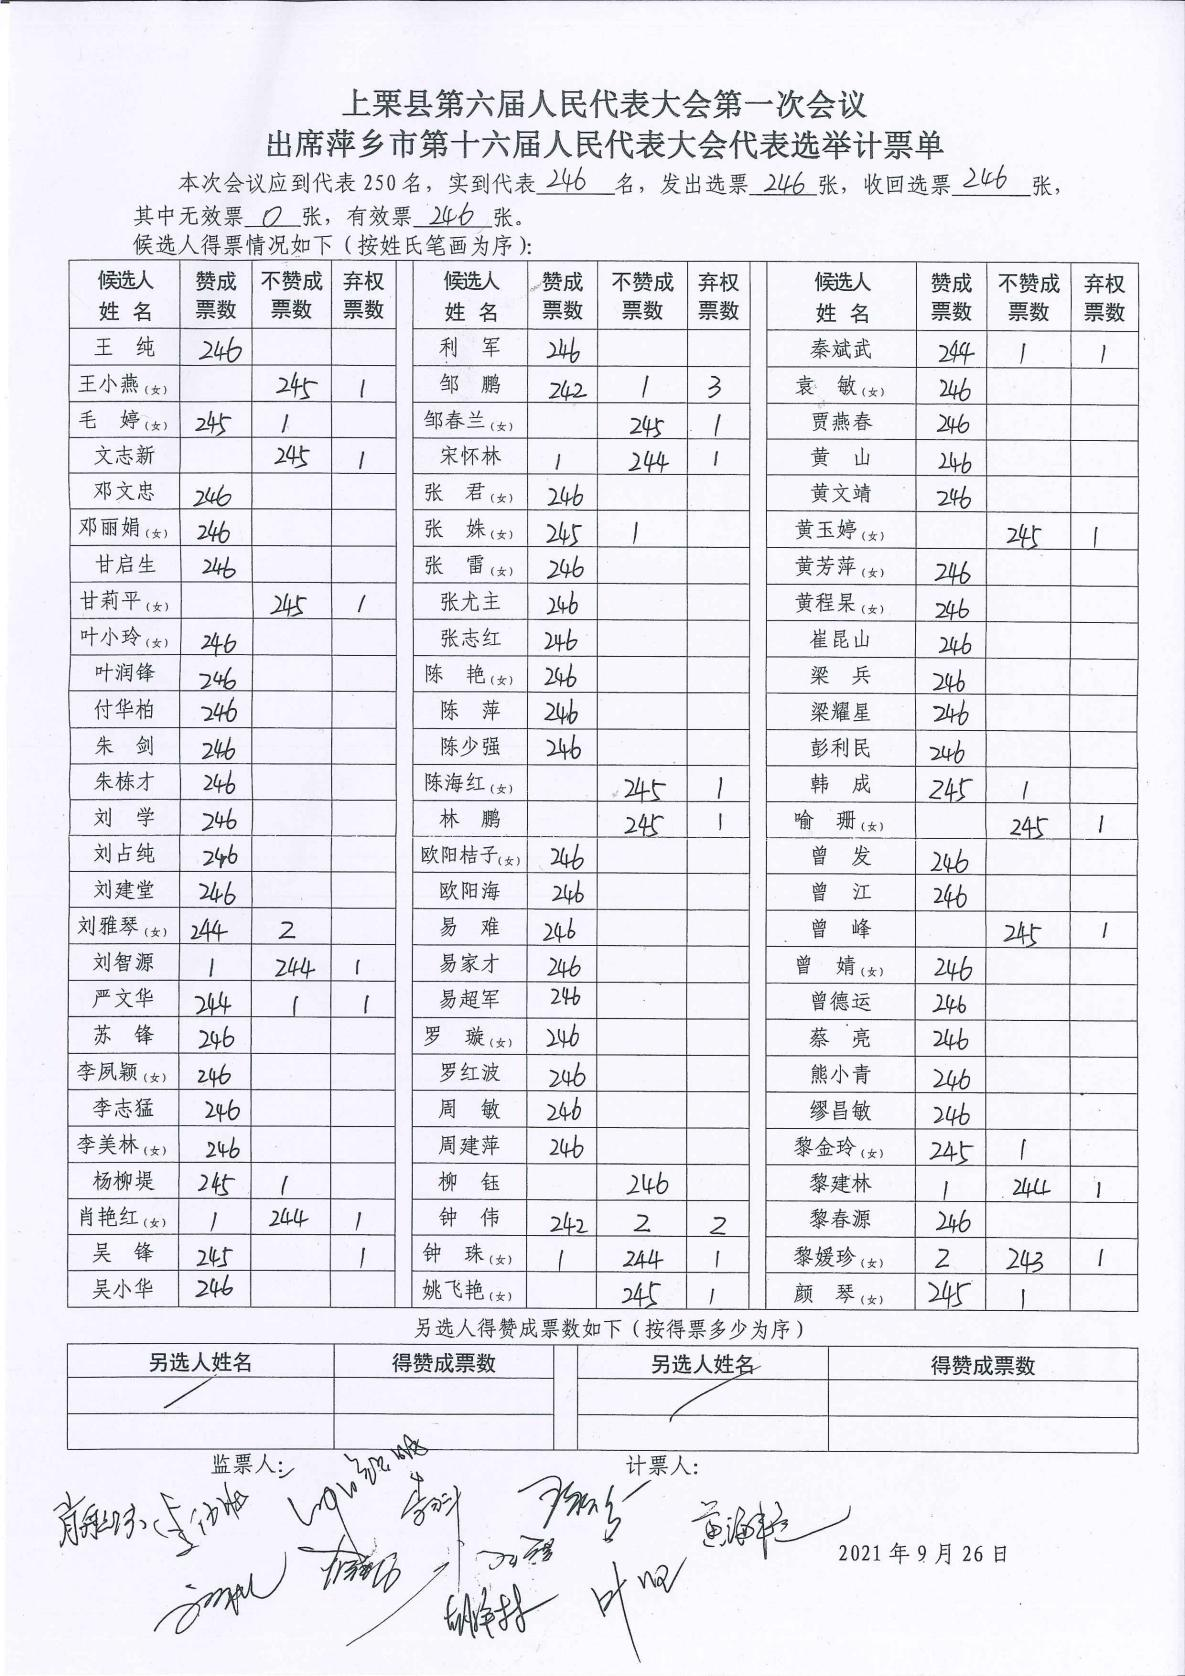 上栗县第六届人民代表大会第一次会议
出席萍乡市第十六届人民代表大会代表选举计票单
本次会议应到代表250名，实到代表246名，发出选票246张，收回选票246张，
其中无效票0张，有效票246张。
候选人得票情况如下（按姓氏笔画为序）：
候选人姓名 赞成票数 不赞成票数 弃权票数 候选人姓名 赞成票数 不赞成票数 弃权票数 候选人姓名 赞成票数 不赞成票数 弃权票数
王纯 246 利军 246 秦斌武 244 1 1
王小燕（女） 245 1 邹鹏 242 1 3 袁敏（女） 246
毛婷（女） 245 1 邹春兰（女） 245 1 贾燕春 246
文志新 245 1 宋怀林 1 244 1 黄山 246
邓文忠 246 张君（女） 246 黄文靖 246
邓丽娟（女） 246 张姝（女） 245 1 黄玉婷（女） 245 1
甘启生 246 张雷（女） 246 黄芳萍（女） 246
甘莉平（女） 245 1 张尤主 246 黄程杲（女） 246
叶小玲（女） 246 张志红 246 崔昆山 246
叶润锋 246 陈艳（女） 246 梁兵 246
付华柏 246 陈萍 246 梁耀星 246
朱剑 246 陈少强 246 彭利民 246
朱栋才 246 陈海红（女） 245 1 韩成 245 1
刘学 246 林鹏 245 1 喻珊（女） 245 1
刘占纯 246 欧阳桔子（女） 246 曾发 246
刘建堂 246 欧阳海 246 曾江 246
刘雅琴（女） 244 2 易难 246 曾峰 245 1
刘智源 1 244 1 易家才 246 曾婧（女） 246
严文华 244 1 1 易超军 246 曾德运 246
苏锋 246 罗璇（女） 246 蔡亮 246
李夙颖（女） 246 罗红波 246 熊小青 246
李志猛 246 周敏 246 缪昌敏 246
李美林（女） 246 周建萍 246 黎金玲（女） 245 1
杨柳堤 245 1 柳钰 246 黎建林 1 244 1
肖艳红（女） 1 244 1 钟伟 242 2 2 黎春源 246
吴锋 245 1 钟珠（女） 1 244 1 黎媛珍（女） 2 243 1
吴小华 246 姚飞艳（女） 245 1 颜琴（女） 245 1
另选人得赞成票数如下（按得票多少为序）
另选人姓名 得赞成票数 另选人姓名 得赞成票数
监票人： 计票人：
2021年9月26日